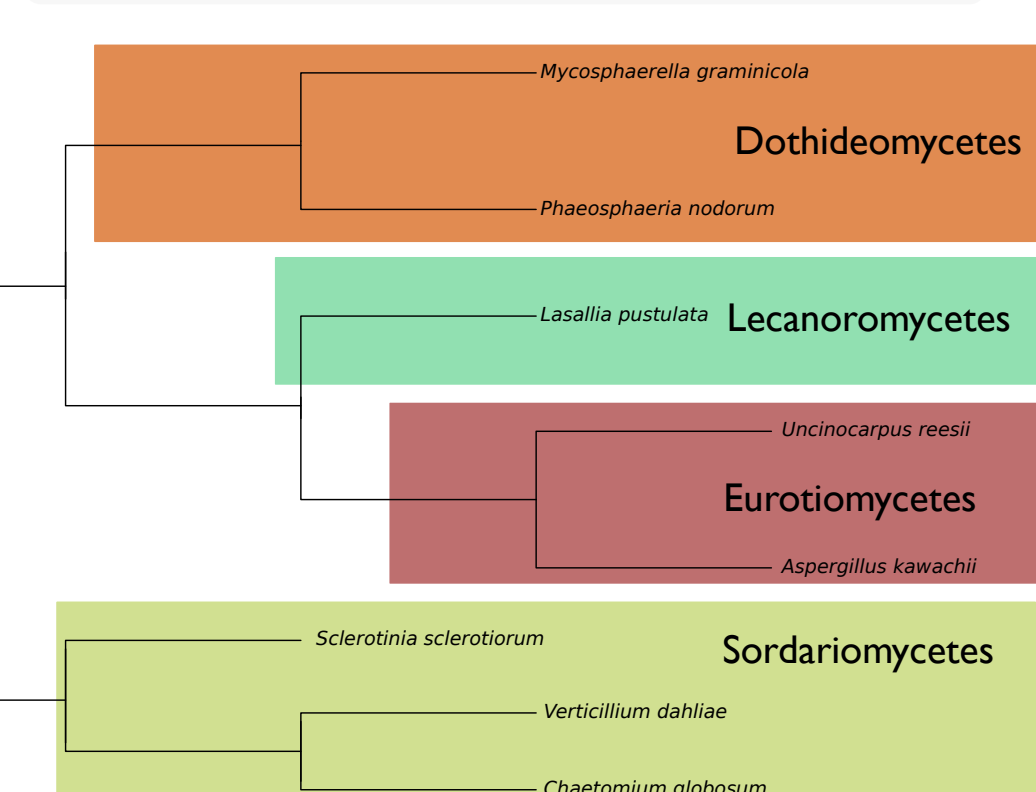 Mycosphaerella graminicola
Dothideomycetes
Phaeosphaeria nodorum
Lasallia pustulata
Lecanoromycetes
Uncinocarpus reesii
Eurotiomycetes
Aspergillus kawachii
Sclerotinia sclerotiorum
Sordariomycetes
Verticillium dahliae
Chaetomium globosum